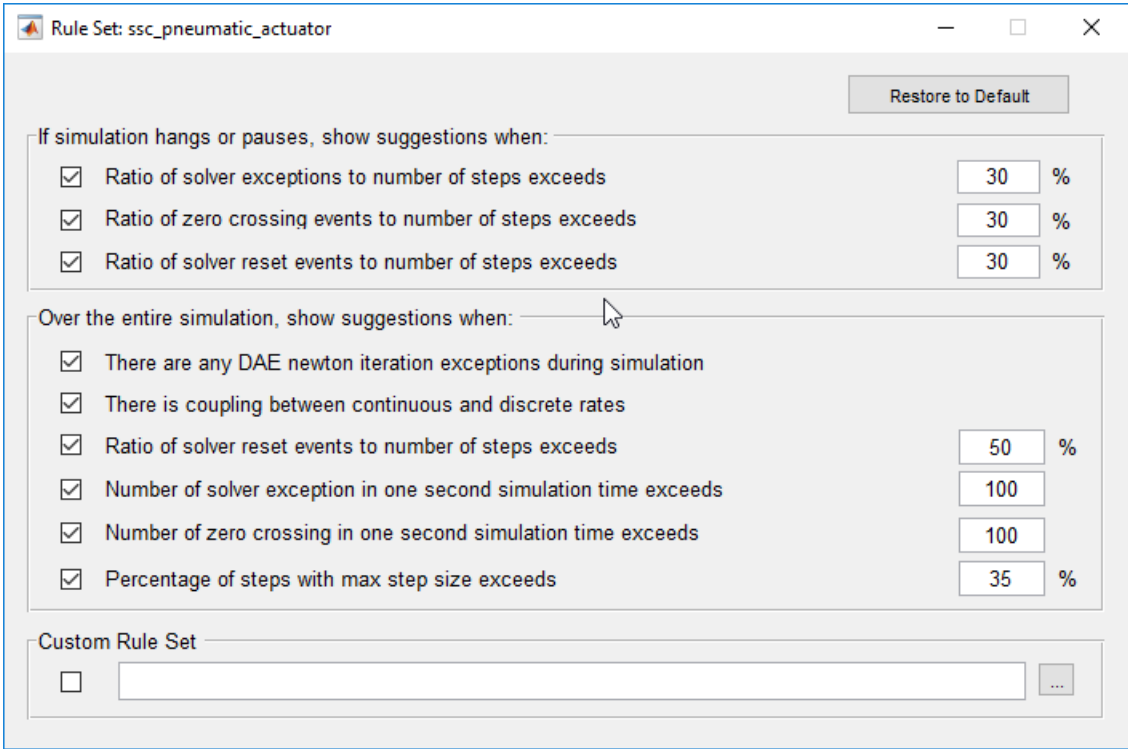 Rule Set: ssc_pneumatic_actuator
Restore to Default
If simulation hangs or pauses, show suggestions when:
Ratio of solver exceptions to number of steps exceeds 30 %
Ratio of zero crossing events to number of steps exceeds 30 %
Ratio of solver reset events to number of steps exceeds 30 %
Over the entire simulation, show suggestions when:
There are any DAE newton iteration exceptions during simulation
There is coupling between continuous and discrete rates
Ratio of solver reset events to number of steps exceeds 50 %
Number of solver exception in one second simulation time exceeds 100
Number of zero crossing in one second simulation time exceeds 100
Percentage of steps with max step size exceeds 35 %
Custom Rule Set
...